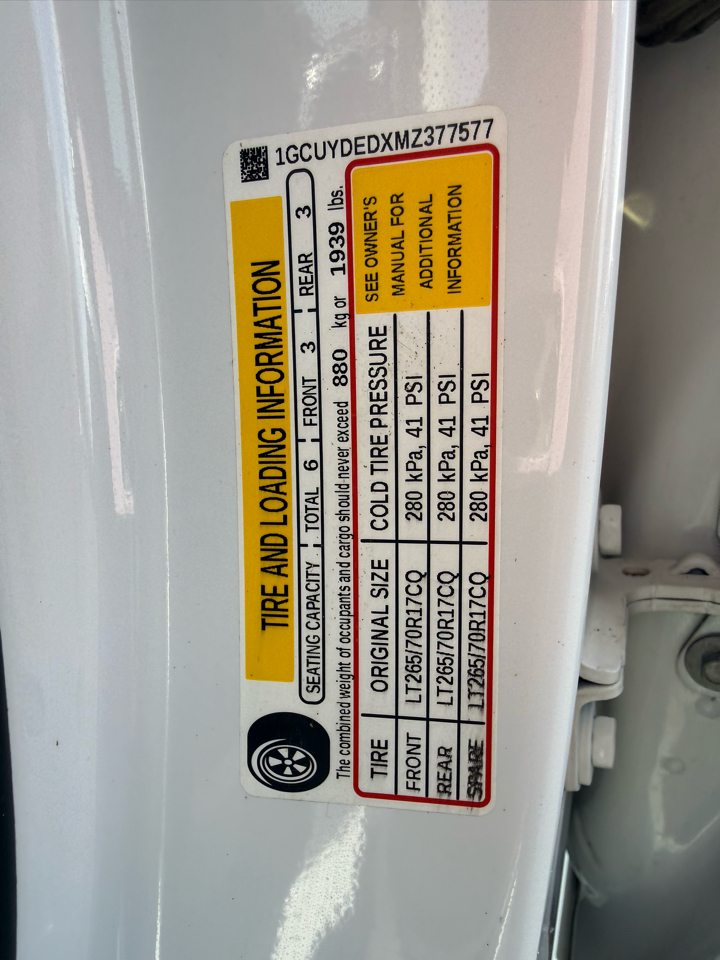 1GCUYDEDXMZ377577
TIRE AND LOADING INFORMATION
SEATING CAPACITY TOTAL 6 FRONT 3 REAR 3
The combined weight of occupants and cargo should never exceed 880 kg or 1939 lbs.
TIRE ORIGINAL SIZE COLD TIRE PRESSURE
FRONT LT265/70R17CQ 280 kPa, 41 PSI
REAR LT265/70R17CQ 280 kPa, 41 PSI
SPARE LT265/70R17CQ 280 kPa, 41 PSI
SEE OWNER'S
MANUAL FOR
ADDITIONAL
INFORMATION